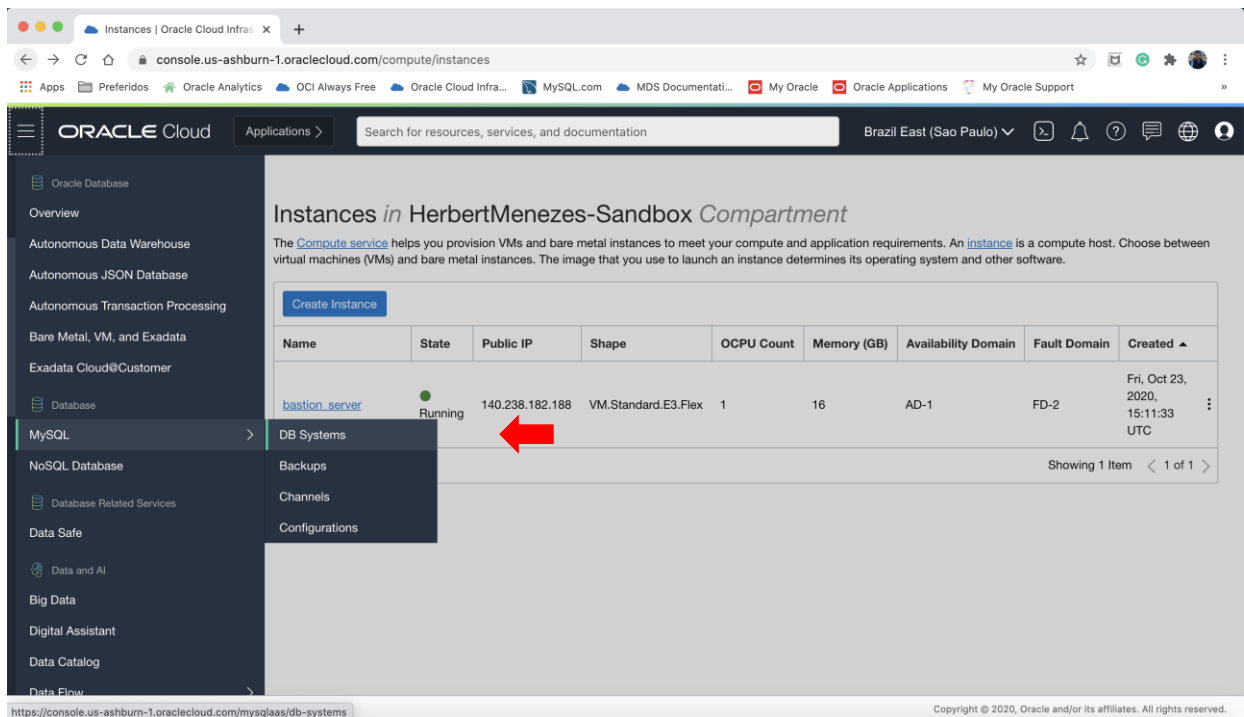 Instances | Oracle Cloud Infras
console.us-ashburn-1.oraclecloud.com/compute/instances
Apps Preferidos Oracle Analytics OCI Always Free Oracle Cloud Infra... MySQL.com MDS Documentati... My Oracle Oracle Applications My Oracle Support »
ORACLE Cloud Applications > Search for resources, services, and documentation Brazil East (Sao Paulo)
Oracle Database
Overview
Autonomous Data Warehouse
Autonomous JSON Database
Autonomous Transaction Processing
Bare Metal, VM, and Exadata
Exadata Cloud@Customer
Database
MySQL >
NoSQL Database
Database Related Services
Data Safe
Data and AI
Big Data
Digital Assistant
Data Catalog
Data Flow >
DB Systems
Backups
Channels
Configurations
Instances in HerbertMenezes-Sandbox Compartment
The Compute service helps you provision VMs and bare metal instances to meet your compute and application requirements. An instance is a compute host. Choose between
virtual machines (VMs) and bare metal instances. The image that you use to launch an instance determines its operating system and other software.
Create Instance
Name State Public IP Shape OCPU Count Memory (GB) Availability Domain Fault Domain Created
bastion_server Running 140.238.182.188 VM.Standard.E3.Flex 1 16 AD-1 FD-2 Fri, Oct 23,
2020,
15:11:33
UTC
Showing 1 Item < 1 of 1 >
https://console.us-ashburn-1.oraclecloud.com/mysqlaas/db-systems
Copyright © 2020, Oracle and/or its affiliates. All rights reserved.